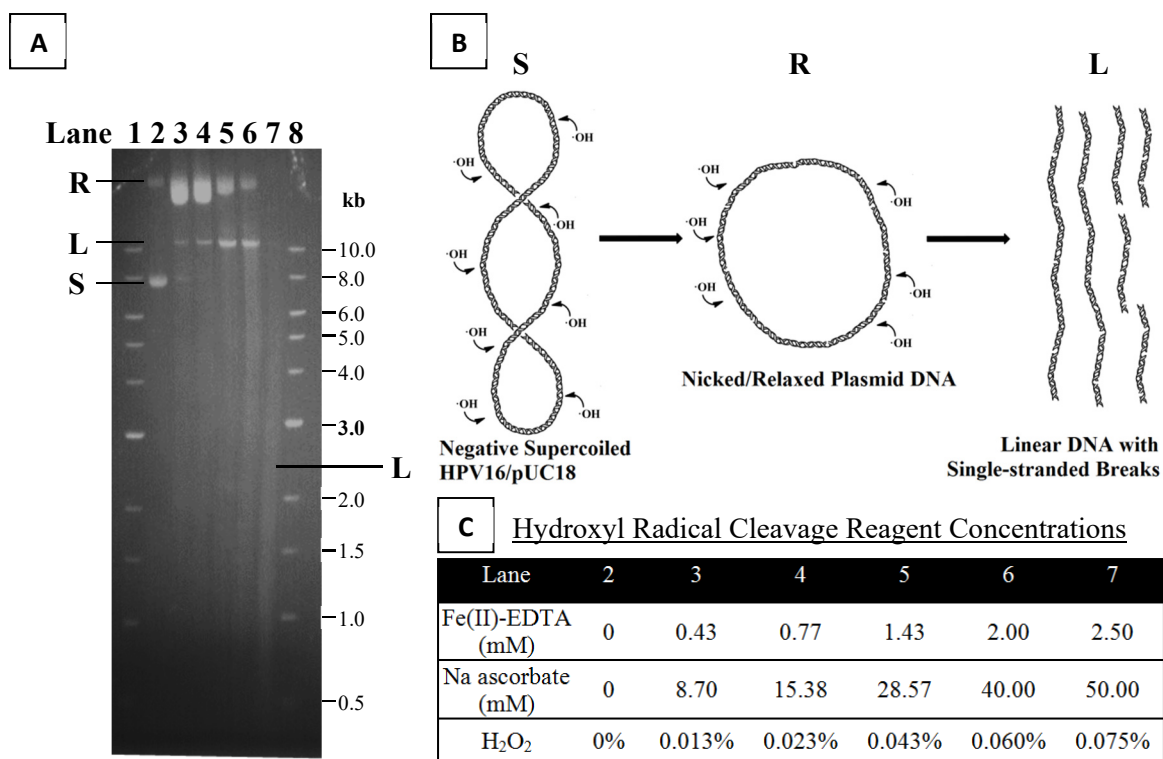 A
Lane 1 2 3 4 5 6 7 8
R
L
S
kb
10.0
8.0
6.0
5.0
4.0
3.0
L
2.0
1.5
1.0
0.5
B
S
R
L
·OH
·OH
·OH
·OH
·OH
·OH
·OH
·OH
·OH
Negative Supercoiled
HPV16/pUC18
·OH
·OH
·OH
·OH
·OH
·OH
Nicked/Relaxed Plasmid DNA
Linear DNA with
Single-stranded Breaks
C
Hydroxyl Radical Cleavage Reagent Concentrations
Lane 2 3 4 5 6 7
Fe(II)-EDTA
(mM) 0 0.43 0.77 1.43 2.00 2.50
Na ascorbate
(mM) 0 8.70 15.38 28.57 40.00 50.00
H₂O₂ 0% 0.013% 0.023% 0.043% 0.060% 0.075%